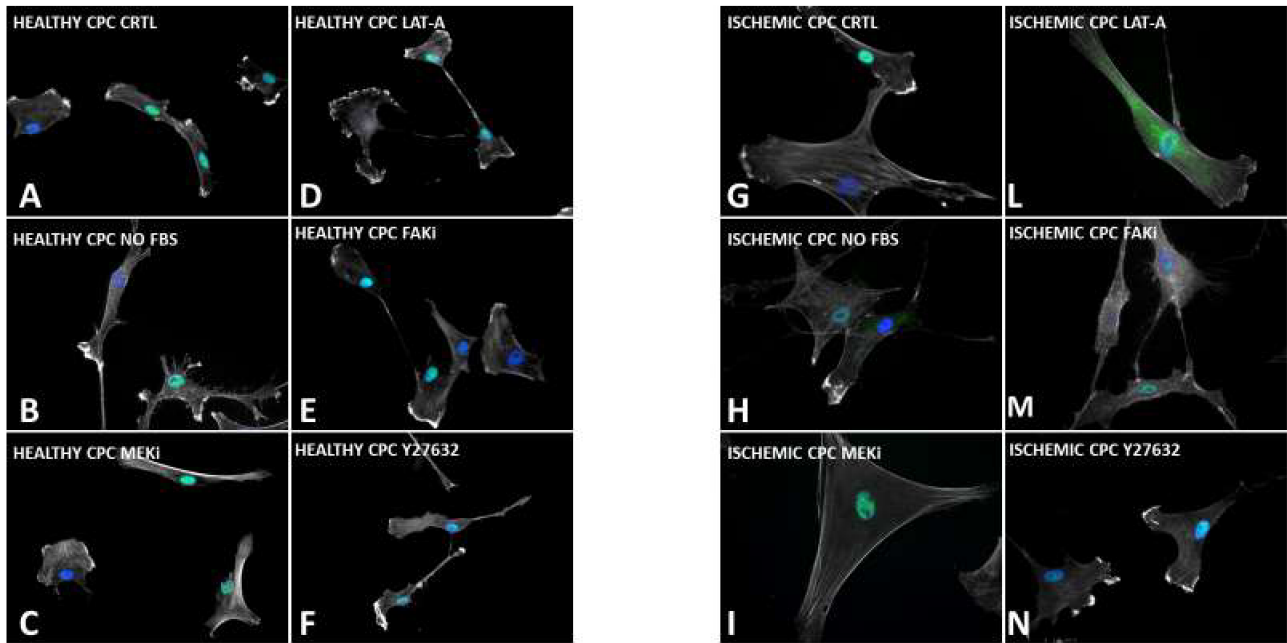 HEALTHY CPC CRTL
A
HEALTHY CPC LAT-A
D
HEALTHY CPC NO FBS
B
HEALTHY CPC FAKi
E
HEALTHY CPC MEKi
C
HEALTHY CPC Y27632
F
ISCHEMIC CPC CRTL
G
ISCHEMIC CPC LAT-A
L
ISCHEMIC CPC NO FBS
H
ISCHEMIC CPC FAKi
M
ISCHEMIC CPC MEKi
I
ISCHEMIC CPC Y27632
N